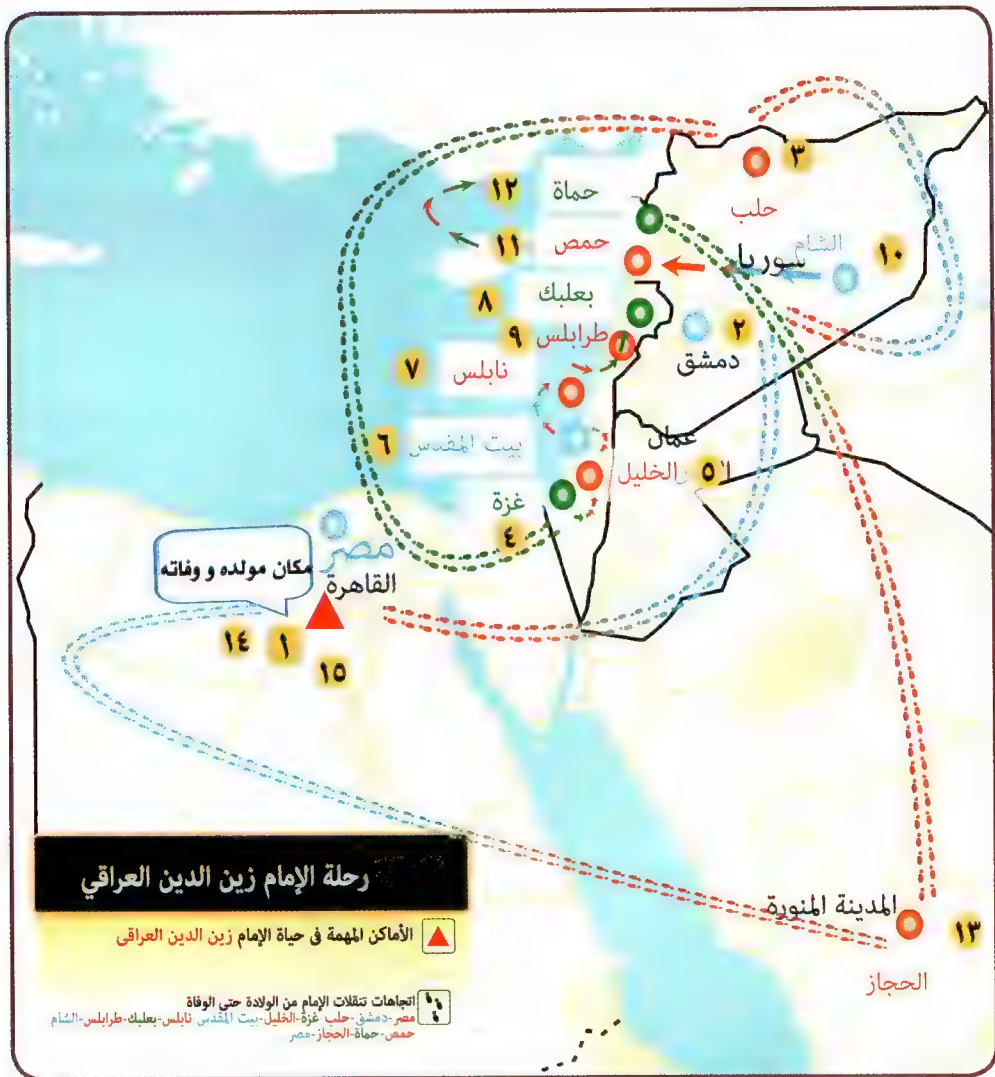 ٣
حلب
١٢
حماة
الشام
سوريا
١٠
١١
حمص
٨
بعلبك
٩
طرابلس
٢
دمشق
٧
نابلس
٦
بيت المقدس
عمان
٥
الخليل
غزة
٤
مصر
القاهرة
مكان مولده و وفاته
١٤
١
١٥
المدينة المنورة
١٣
الحجاز
رحلة الإمام زين الدين العراقي
الأماكن المهمة فى حياة الإمام زين الدين العراقى
اتجاهات تنقلات الإمام من الولادة حتى الوفاة
مصر-دمشق-حلب غزة-الخليل-بيت المقدس نابلس-بعلبك-طرابلس-الشام
حمص-حماة-الحجاز-مصر